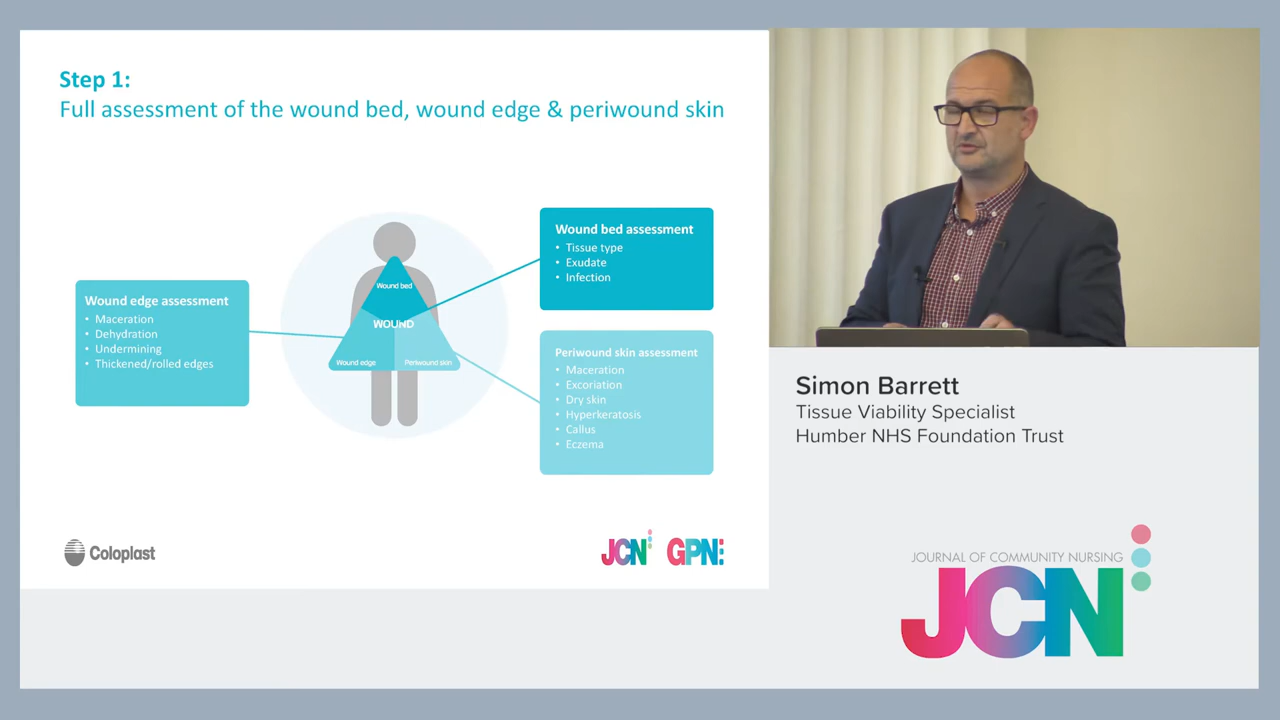 Step 1:
Full assessment of the wound bed, wound edge & periwound skin
Wound edge assessment
• Maceration
• Dehydration
• Undermining
• Thickened/rolled edges
Wound bed
WOUND
Wound edge
Periwound skin
Wound bed assessment
• Tissue type
• Exudate
• Infection
Periwound skin assessment
• Maceration
• Excoriation
• Dry skin
• Hyperkeratosis
• Callus
• Eczema
Coloplast
JCN
GPN
Simon Barrett
Tissue Viability Specialist
Humber NHS Foundation Trust
JOURNAL OF COMMUNITY NURSING
JCN